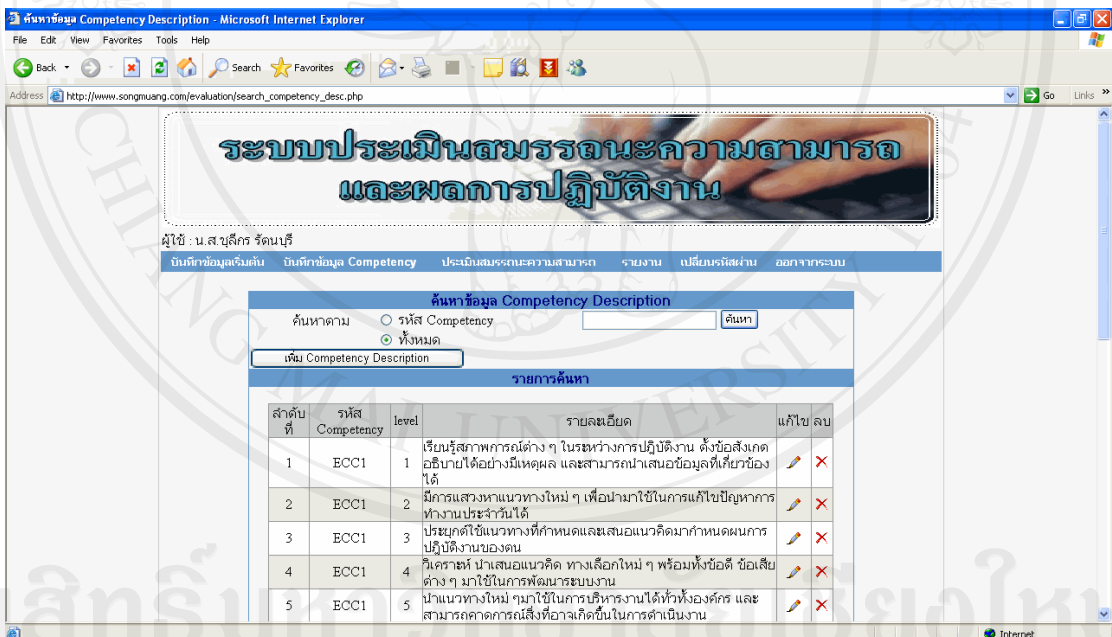 ค้นหาข้อมูล Competency Description - Microsoft Internet Explorer
File Edit View Favorites Tools Help
Back Search Favorites
Address http://www.songmuang.com/evaluation/search_competency_desc.php Go Links »
ระบบประเมินสมรรถนะความสามารถ
และผลการปฏิบัติงาน
ผู้ใช้ : น.ส.ชุลีกร รัดนบุรี
บันทึกข้อมูลเริ่มต้น บันทึกข้อมูล Competency ประเมินสมรรถนะความสามารถ รายงาน เปลี่ยนรหัสผ่าน ออกจากระบบ
ค้นหาข้อมูล Competency Description
ค้นหาตาม รหัส Competency ค้นหา
ทั้งหมด
เพิ่ม Competency Description
รายการค้นหา
ลำดับที่ รหัส Competency level รายละเอียด แก้ไข ลบ
1 ECC1 1 เรียนรู้สภาพการณ์ต่าง ๆ ในระหว่างการปฏิบัติงาน ตั้งข้อสังเกต
อธิบายได้อย่างมีเหตุผล และสามารถนำเสนอข้อมูลที่เกี่ยวข้อง
ได้
2 ECC1 2 มีการแสวงหาแนวทางใหม่ ๆ เพื่อนำมาใช้ในการแก้ไขปัญหาการ
ทำงานประจำวันได้
3 ECC1 3 ประยุกต์ใช้แนวทางที่กำหนดและเสนอแนวคิดมากำหนดผนการ
ปฎิบัติงานของตน
4 ECC1 4 วิเคราะห์ นำเสนอแนวคิด ทางเลือกใหม่ ๆ พร้อมทั้งข้อดี ข้อเสีย
ต่าง ๆ มาใช้ในการพัฒนาระบบงาน
5 ECC1 5 นำแนวทางใหม่ ๆมาใช้ในการบริหารงานได้ทั่วทั้งองค์กร และ
สามารถคาดการณ์สิ่งที่อาจเกิดขึ้นในการดำเนินงาน
Internet
CHIANG MAI UNIVERSITY